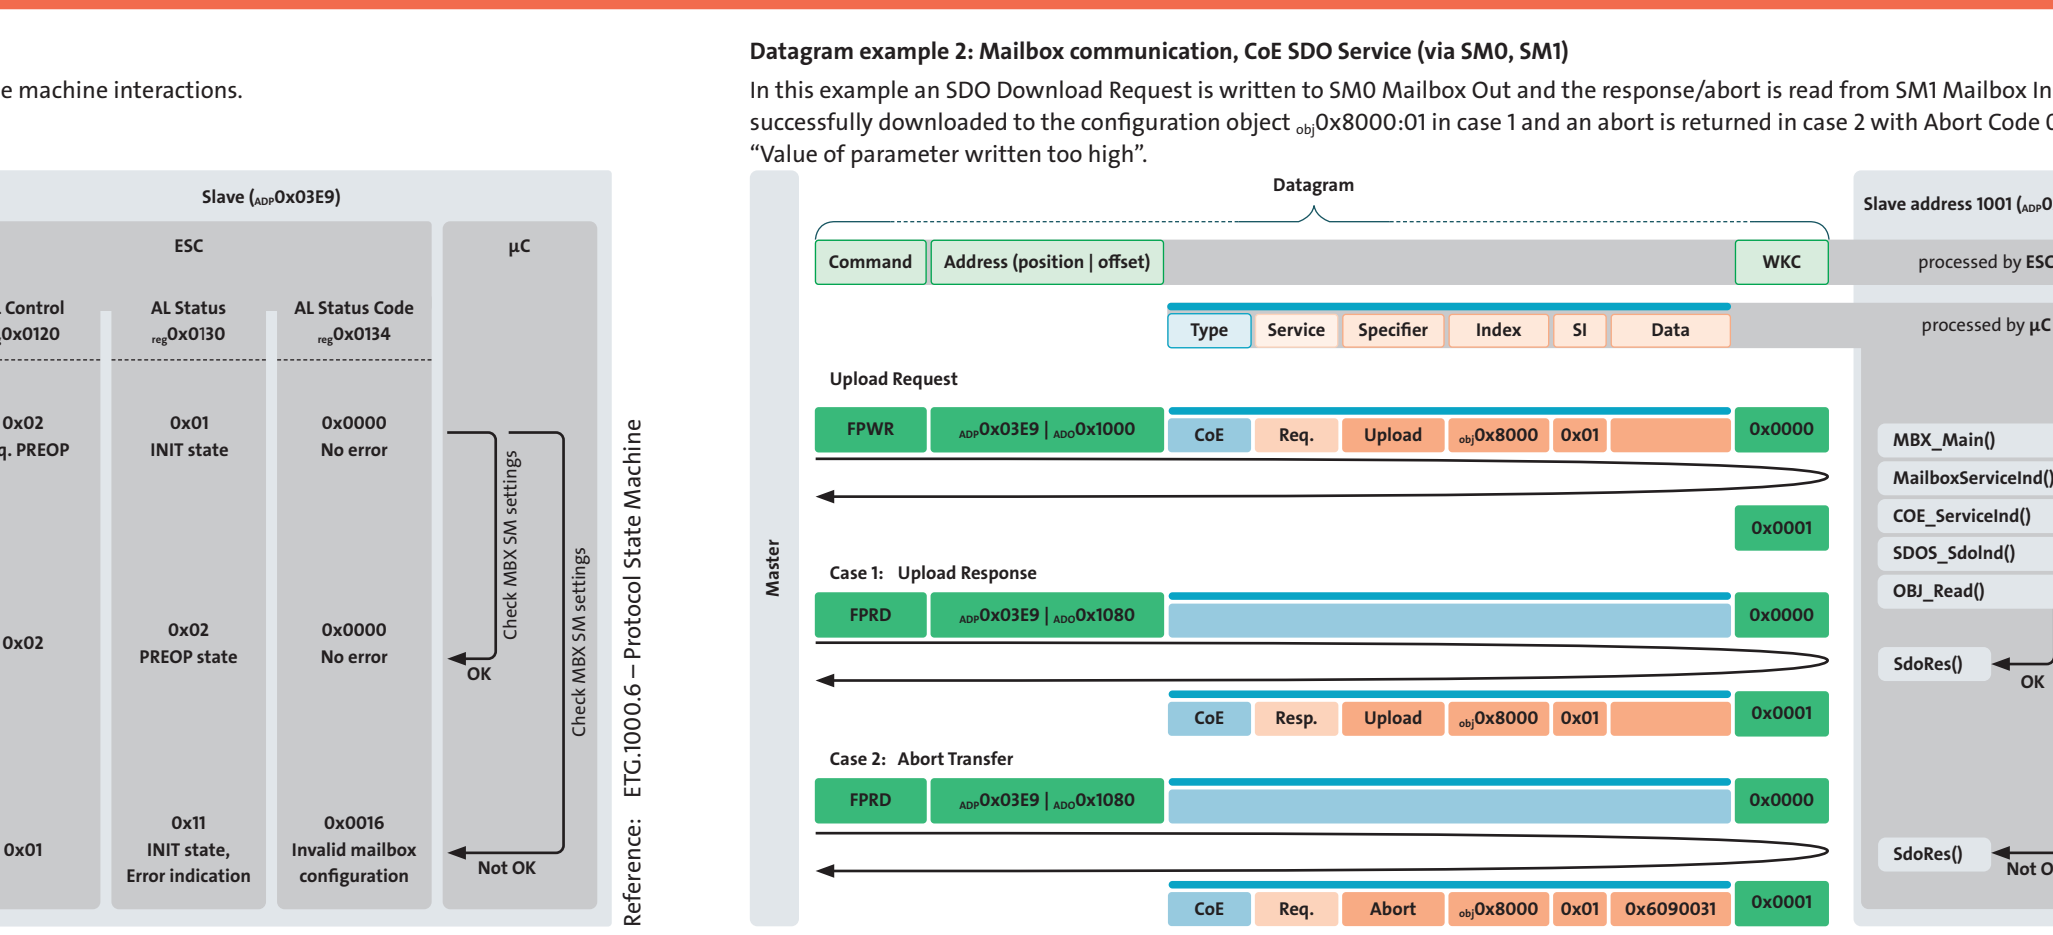 e machine interactions.
Slave (ADP0x03E9)
ESC
µC
Control
0x0120
AL Status
reg0x0130
AL Status Code
reg0x0134
0x02
q. PREOP
0x01
INIT state
0x0000
No error
0x02
0x02
PREOP state
0x0000
No error
OK
0x01
0x11
INIT state,
Error indication
0x0016
Invalid mailbox
configuration
Not OK
Check MBX SM settings
Check MBX SM settings
Reference: ETG.1000.6 – Protocol State Machine
Datagram example 2: Mailbox communication, CoE SDO Service (via SM0, SM1)
In this example an SDO Download Request is written to SM0 Mailbox Out and the response/abort is read from SM1 Mailbox In
successfully downloaded to the configuration object obj0x8000:01 in case 1 and an abort is returned in case 2 with Abort Code 0
“Value of parameter written too high”.
Master
Datagram
Slave address 1001 (ADP0
Command Address (position | offset) WKC processed by ESC
Type Service Specifier Index SI Data processed by µC
Upload Request
FPWR ADP0x03E9 | ADO0x1000 CoE Req. Upload obj0x8000 0x01 0x0000
0x0001
Case 1: Upload Response
FPRD ADP0x03E9 | ADO0x1080 0x0000
CoE Resp. Upload obj0x8000 0x01 0x0001
Case 2: Abort Transfer
FPRD ADP0x03E9 | ADO0x1080 0x0000
CoE Req. Abort obj0x8000 0x01 0x6090031 0x0001
MBX_Main()
MailboxServiceInd()
COE_ServiceInd()
SDOS_SdoInd()
OBJ_Read()
SdoRes()
OK
SdoRes()
Not O